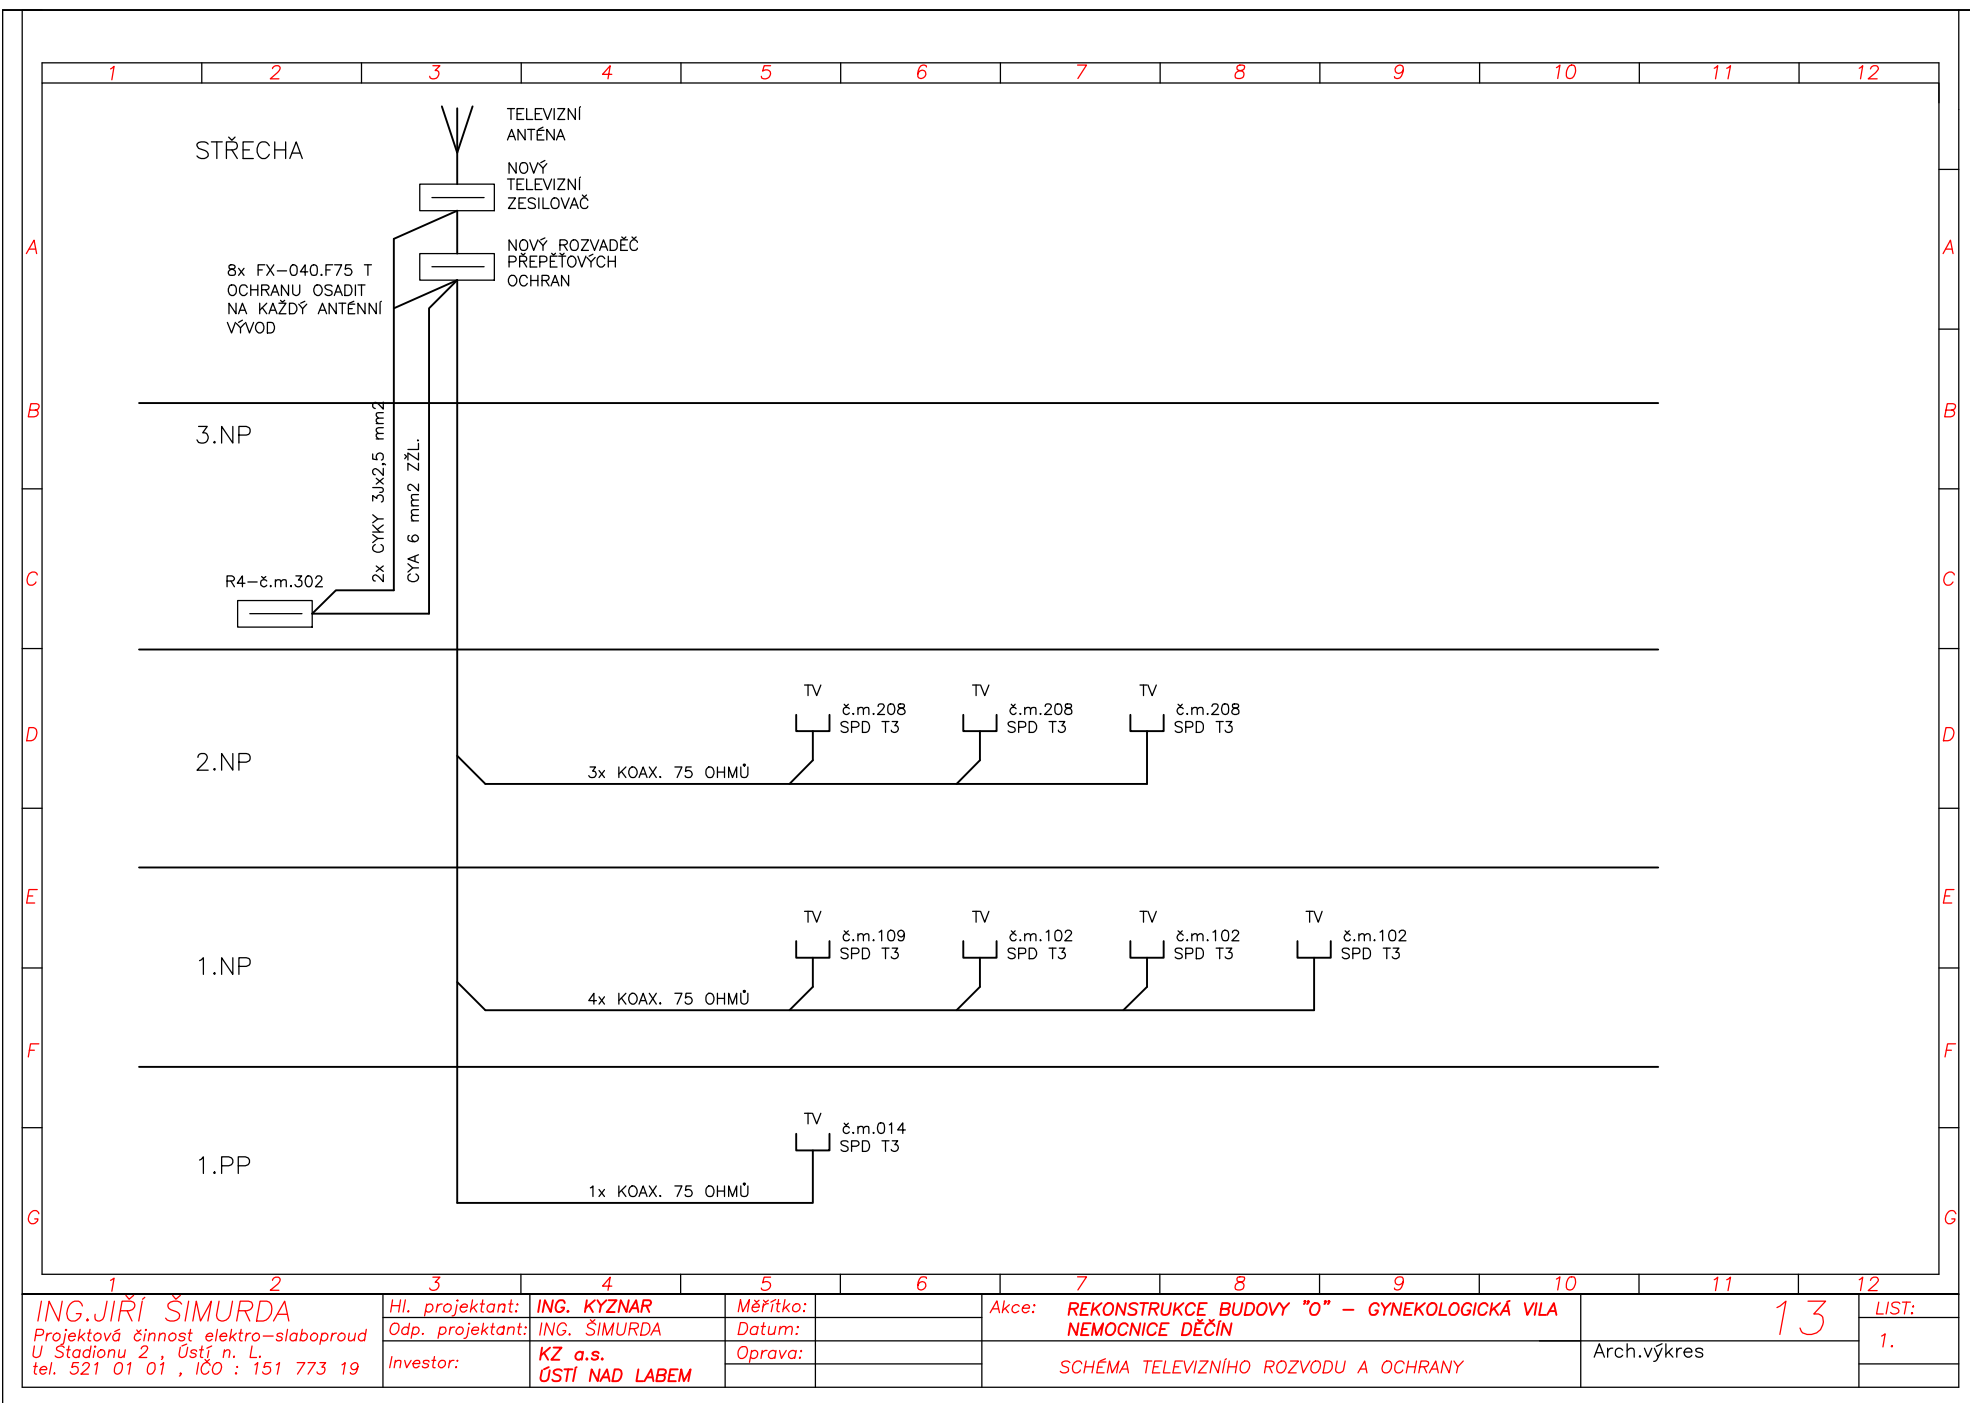 1 2 3 4 5 6 7 8 9 10 11 12
STŘECHA
TELEVIZNÍ
ANTÉNA
NOVÝ
TELEVIZNÍ
ZESILOVAČ
NOVÝ ROZVADĚČ
PŘEPĚŤOVÝCH
OCHRAN
A A
8x FX-040.F75 T
OCHRANU OSADIT
NA KAŽDÝ ANTÉNNÍ
VÝVOD
B B
3.NP
2x CYKY 3Jx2,5 mm2
CYA 6 mm2 ZŽL.
C C
R4-č.m.302
D D
2.NP
TV TV TV
č.m.208 č.m.208 č.m.208
SPD T3 SPD T3 SPD T3
3x KOAX. 75 OHMŮ
E E
1.NP
TV TV TV TV
č.m.109 č.m.102 č.m.102 č.m.102
SPD T3 SPD T3 SPD T3 SPD T3
4x KOAX. 75 OHMŮ
F F
1.PP
TV
č.m.014
SPD T3
1x KOAX. 75 OHMŮ
G G
1 2 3 4 5 6 7 8 9 10 11 12
ING.JIŘÍ ŠIMURDA
Projektová činnost elektro-slaboproud
U Stadionu 2 , Ústí n. L.
tel. 521 01 01 , IČO : 151 773 19
Hl. projektant: ING. KYZNAR
Odp. projektant: ING. ŠIMURDA
Investor: KZ a.s.
ÚSTÍ NAD LABEM
Měřítko:
Datum:
Oprava:
Akce: REKONSTRUKCE BUDOVY "O" - GYNEKOLOGICKÁ VILA
NEMOCNICE DĚČÍN
SCHÉMA TELEVIZNÍHO ROZVODU A OCHRANY
13
Arch.výkres
LIST:
1.